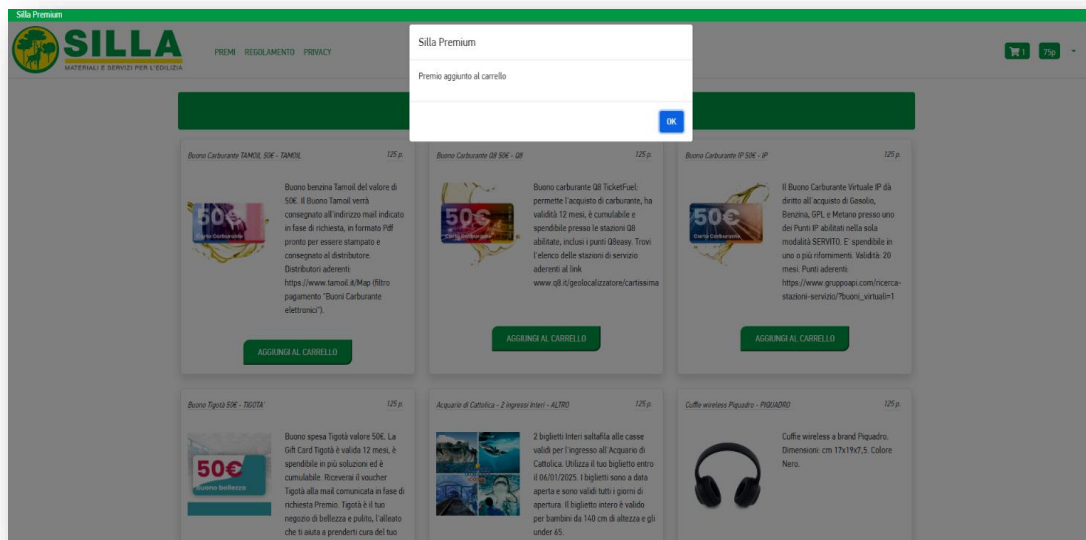 Silla Premium
SILLA
MATERIALI E SERVIZI PER L'EDILIZIA
PREMI REGOLAMENTO PRIVACY
1 75p
Silla Premium
Premio aggiunto al carrello
OK
Buono Carburante TAMOIL 50€ - TAMOIL 125 p.
50€
Carta Carburante
Buono benzina Tamoil del valore di
50€. Il Buono Tamoil verrà
consegnato all'indirizzo mail indicato
in fase di richiesta, in formato Pdf
pronto per essere stampato e
consegnato al distributore.
Distributori aderenti:
https://www.tamoil.it/Map (filtro
pagamento "Buoni Carburante
elettronici").
AGGIUNGI AL CARRELLO
Buono Carburante Q8 50€ - Q8 125 p.
50€
Carta Carburante
Buono carburante Q8 TicketFuel:
permette l'acquisto di carburante, ha
validità 12 mesi, è cumulabile e
spendibile presso le stazioni Q8
abilitate, inclusi i punti Q8easy. Trovi
l'elenco delle stazioni di servizio
aderenti al link
www.q8.it/geolocalizzatore/cartissima
AGGIUNGI AL CARRELLO
Buono Carburante IP 50€ - IP 125 p.
50€
Carta Carburante
Il Buono Carburante Virtuale IP dà
diritto all'acquisto di Gasolio,
Benzina, GPL e Metano presso uno
dei Punti IP abilitati nella sola
modalità SERVITO. E' spendibile in
uno o più rifornimenti. Validità: 20
mesi. Punti aderenti:
https://www.gruppoapi.com/ricerca-
stazioni-servizio/?buoni_virtuali=1
AGGIUNGI AL CARRELLO
Buono Tigotà 50€ - TIGOTA' 125 p.
50€
Buono bellezza
Buono spesa Tigotà valore 50€. La
Gift Card Tigotà è valida 12 mesi, è
spendibile in più soluzioni ed è
cumulabile. Riceverai il voucher
Tigotà alla mail comunicata in fase di
richiesta Premio. Tigotà è il tuo
negozio di bellezza e pulito, l'alleato
che ti aiuta a prenderti cura del tuo
Acquario di Cattolica - 2 ingressi Interi - ALTRO 125 p.
2 biglietti Interi saltafila alle casse
validi per l'ingresso all'Acquario di
Cattolica. Utilizza il tuo biglietto entro
il 06/01/2025. I biglietti sono a data
aperta e sono validi tutti i giorni di
apertura. Il biglietto intero è valido
per bambini da 140 cm di altezza e gli
under 65.
Cuffie wireless Piquadro - PIQUADRO 125 p.
Cuffie wireless a brand Piquadro.
Dimensioni: cm 17x19x7,5. Colore
Nero.